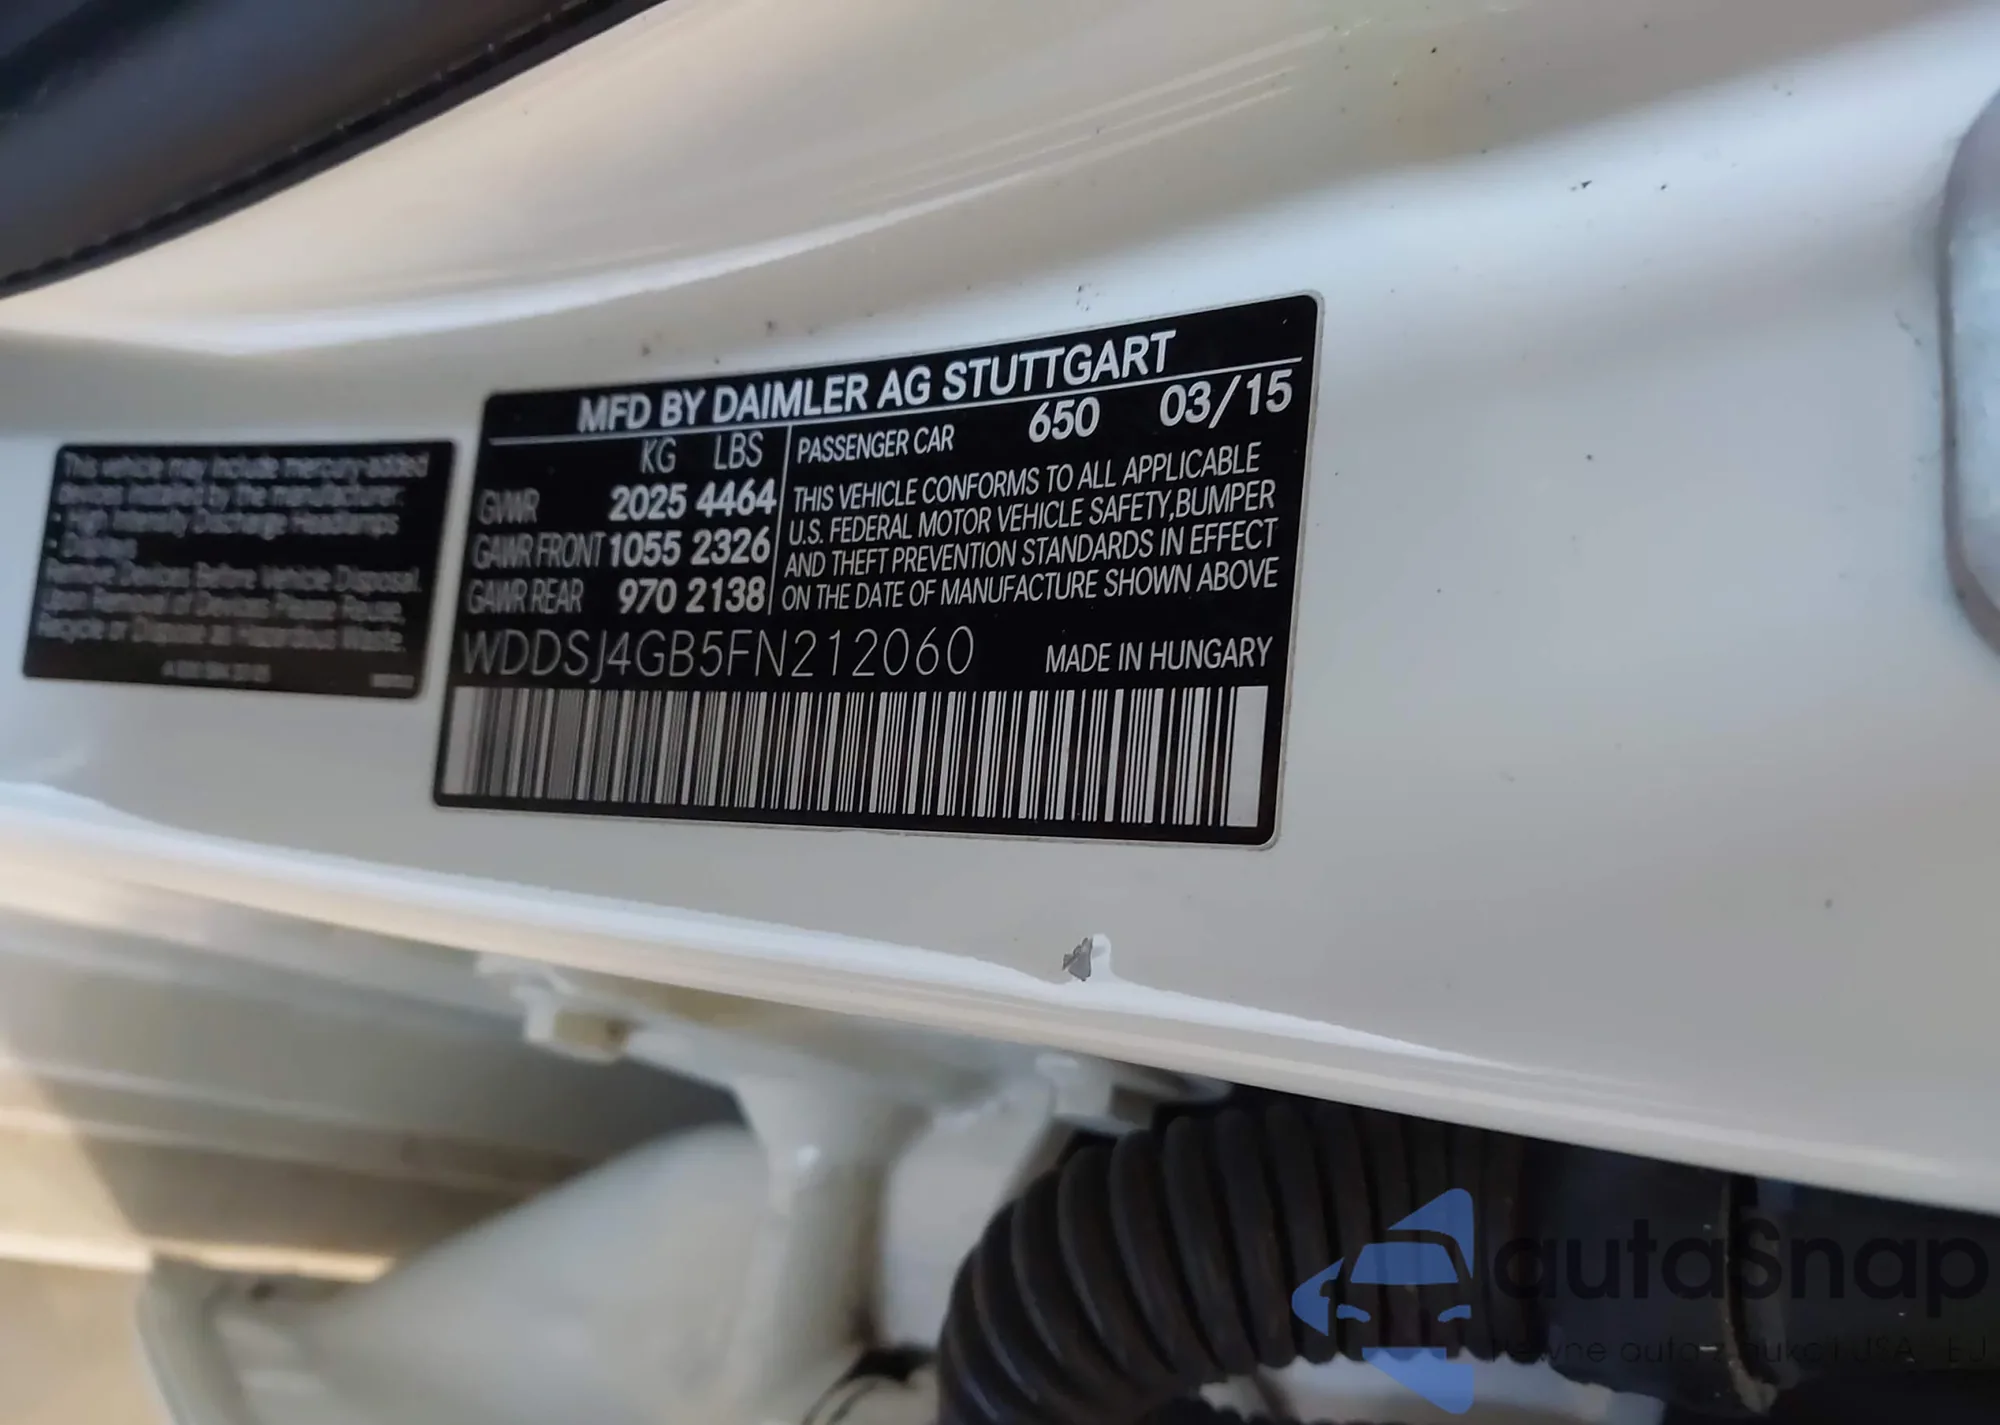 This vehicle may include mercury-added
devices installed by the manufacturer:
- High Intensity Discharge Headlamps
- Displays
Remove Devices Before Vehicle Disposal.
Upon Removal of Devices Please Reuse,
Recycle or Dispose as Hazardous Waste.
MFD BY DAIMLER AG STUTTGART
KG LBS PASSENGER CAR 650 03/15
GVWR 2025 4464
GAWR FRONT 1055 2326
GAWR REAR 970 2138
THIS VEHICLE CONFORMS TO ALL APPLICABLE
U.S. FEDERAL MOTOR VEHICLE SAFETY,BUMPER
AND THEFT PREVENTION STANDARDS IN EFFECT
ON THE DATE OF MANUFACTURE SHOWN ABOVE
WDDSJ4GB5FN212060 MADE IN HUNGARY
autaSnap